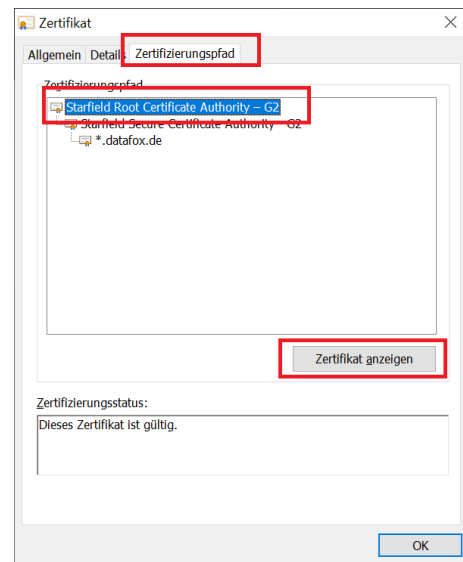 Zertifikat
Allgemein Details Zertifizierungspfad
Zertifizierungspfad
Starfield Root Certificate Authority – G2
Starfield Secure Certificate Authority – G2
*.datafox.de
Zertifikat anzeigen
Zertifizierungsstatus:
Dieses Zertifikat ist gültig.
OK